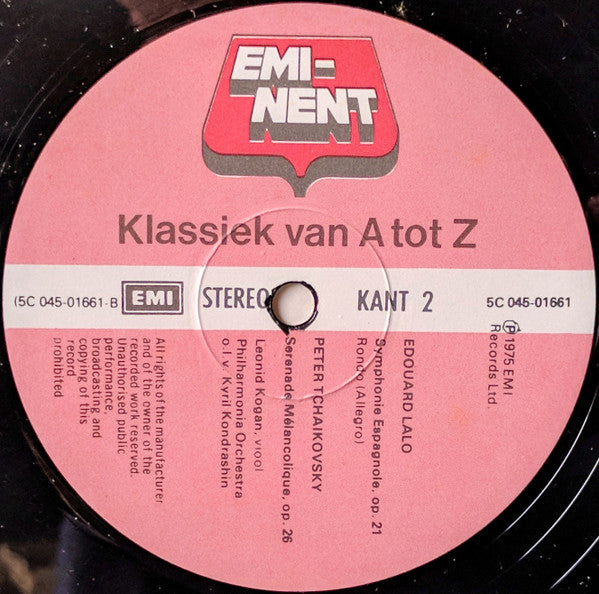 EMI-
NENT
Klassiek van A tot Z
(5C 045-01661-B
EMI
STEREO
KANT 2
5C 045-01661
℗ 1975 EMI
Records Ltd.
EDOUARD LALO
Symphonie Espagnole, op. 21
Rondo (Allegro)
PETER TCHAIKOVSKY
Serenade Mélancolique, op. 26
Leonid Kogan, viool
Philharmonia Orchestra
o.l.v. Kyril Kondrashin
All rights of the manufacturer
and of the owner of the
recorded work reserved.
Unauthorised public
performance,
broadcasting and
copying of this
record
prohibited